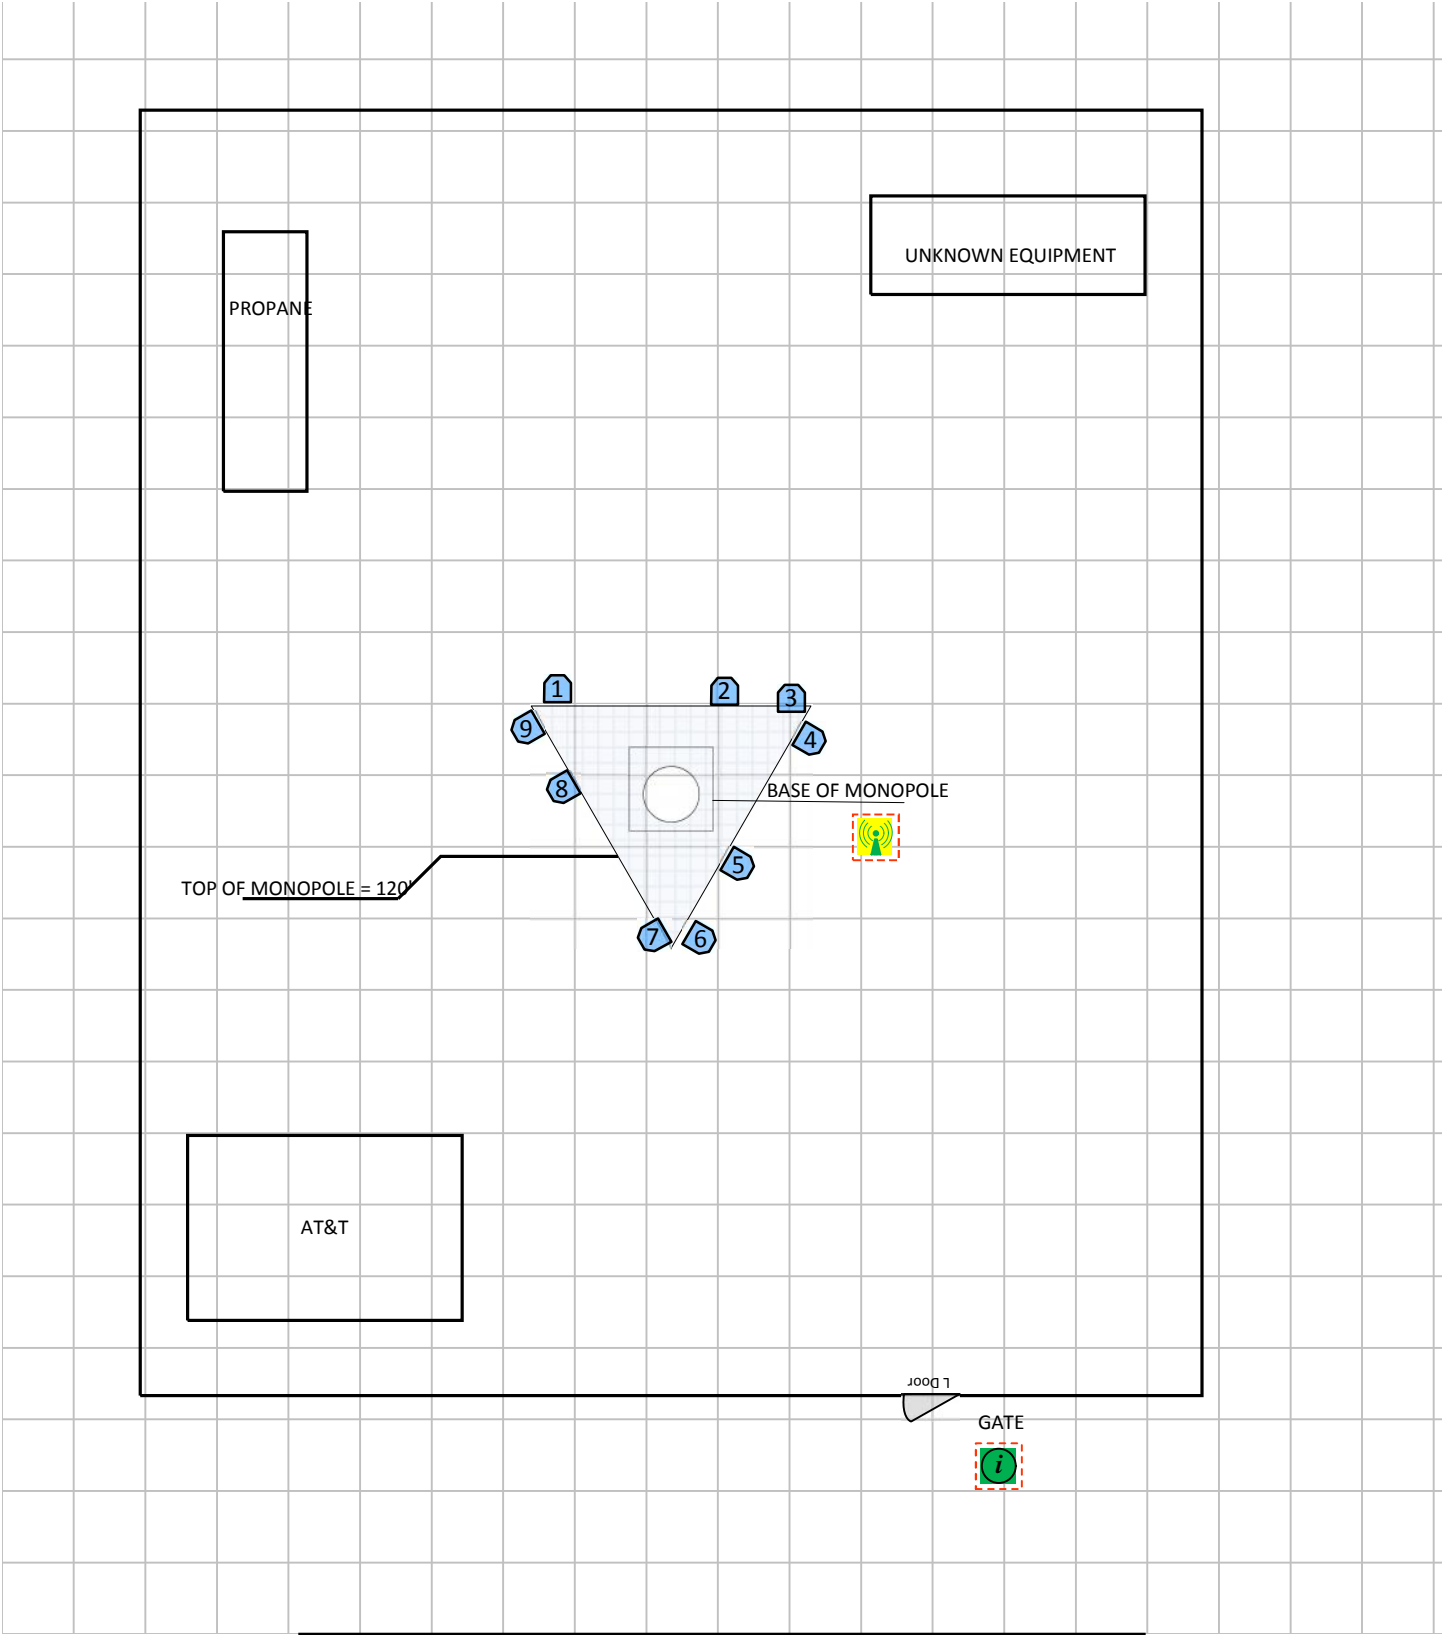 UNKNOWN EQUIPMENT
PROPANE
1
2
3
9
4
8
BASE OF MONOPOLE
5
TOP OF MONOPOLE = 120'
7
6
AT&T
L Door
GATE
i